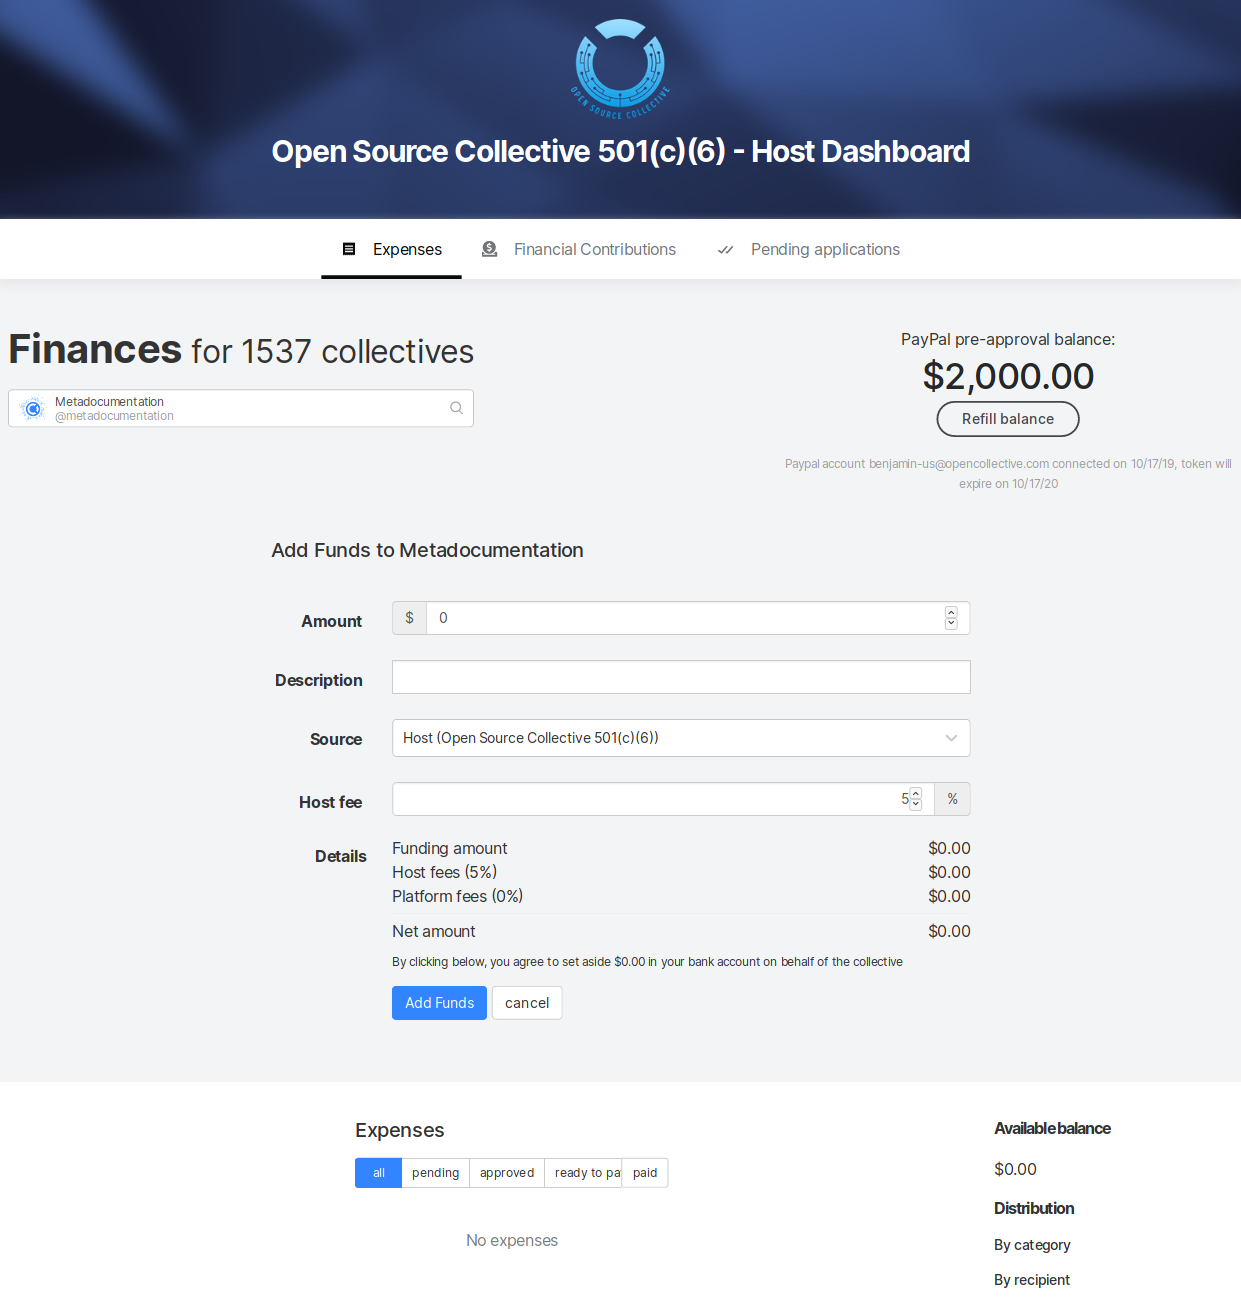 OPEN SOURCE COLLECTIVE
Open Source Collective 501(c)(6) - Host Dashboard
Expenses
Financial Contributions
Pending applications
Finances for 1537 collectives
Metadocumentation
@metadocumentation
PayPal pre-approval balance:
$2,000.00
Refill balance
Paypal account benjamin-us@opencollective.com connected on 10/17/19, token will
expire on 10/17/20
Add Funds to Metadocumentation
Amount
$ 0
Description
Source
Host (Open Source Collective 501(c)(6))
Host fee
5 %
Details
Funding amount $0.00
Host fees (5%) $0.00
Platform fees (0%) $0.00
Net amount $0.00
By clicking below, you agree to set aside $0.00 in your bank account on behalf of the collective
Add Funds
cancel
Expenses
all
pending
approved
ready to pa
paid
No expenses
Available balance
$0.00
Distribution
By category
By recipient